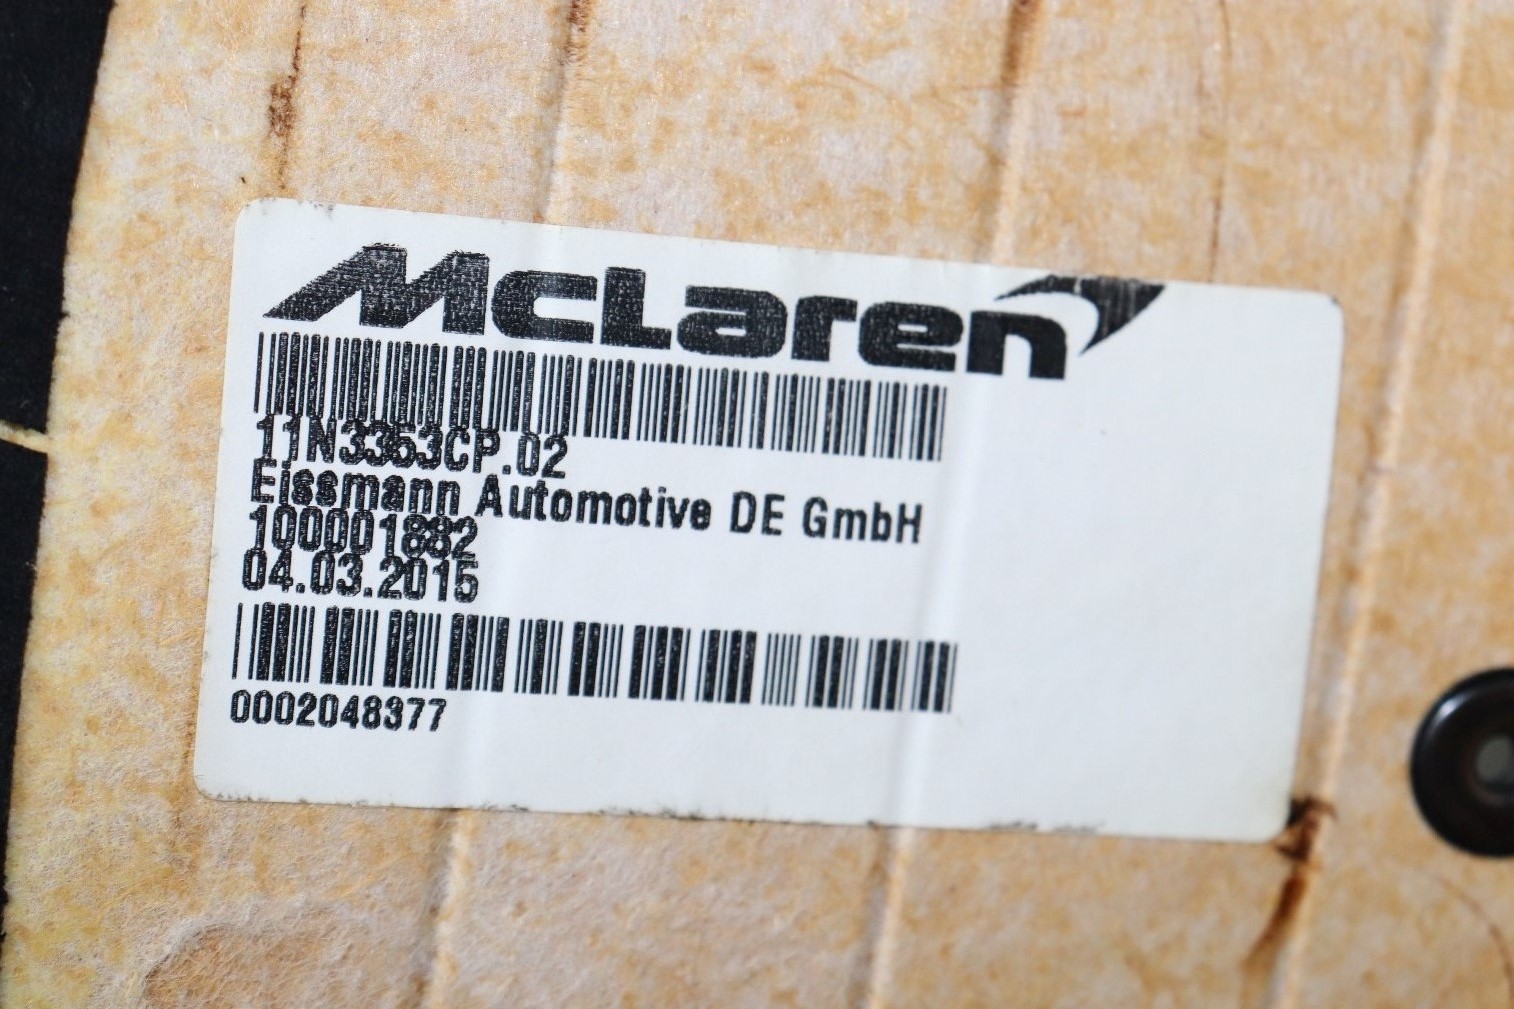 McLaren
11N3353CP.02
Eissmann Automotive DE GmbH
100001882
04.03.2015
0002048377